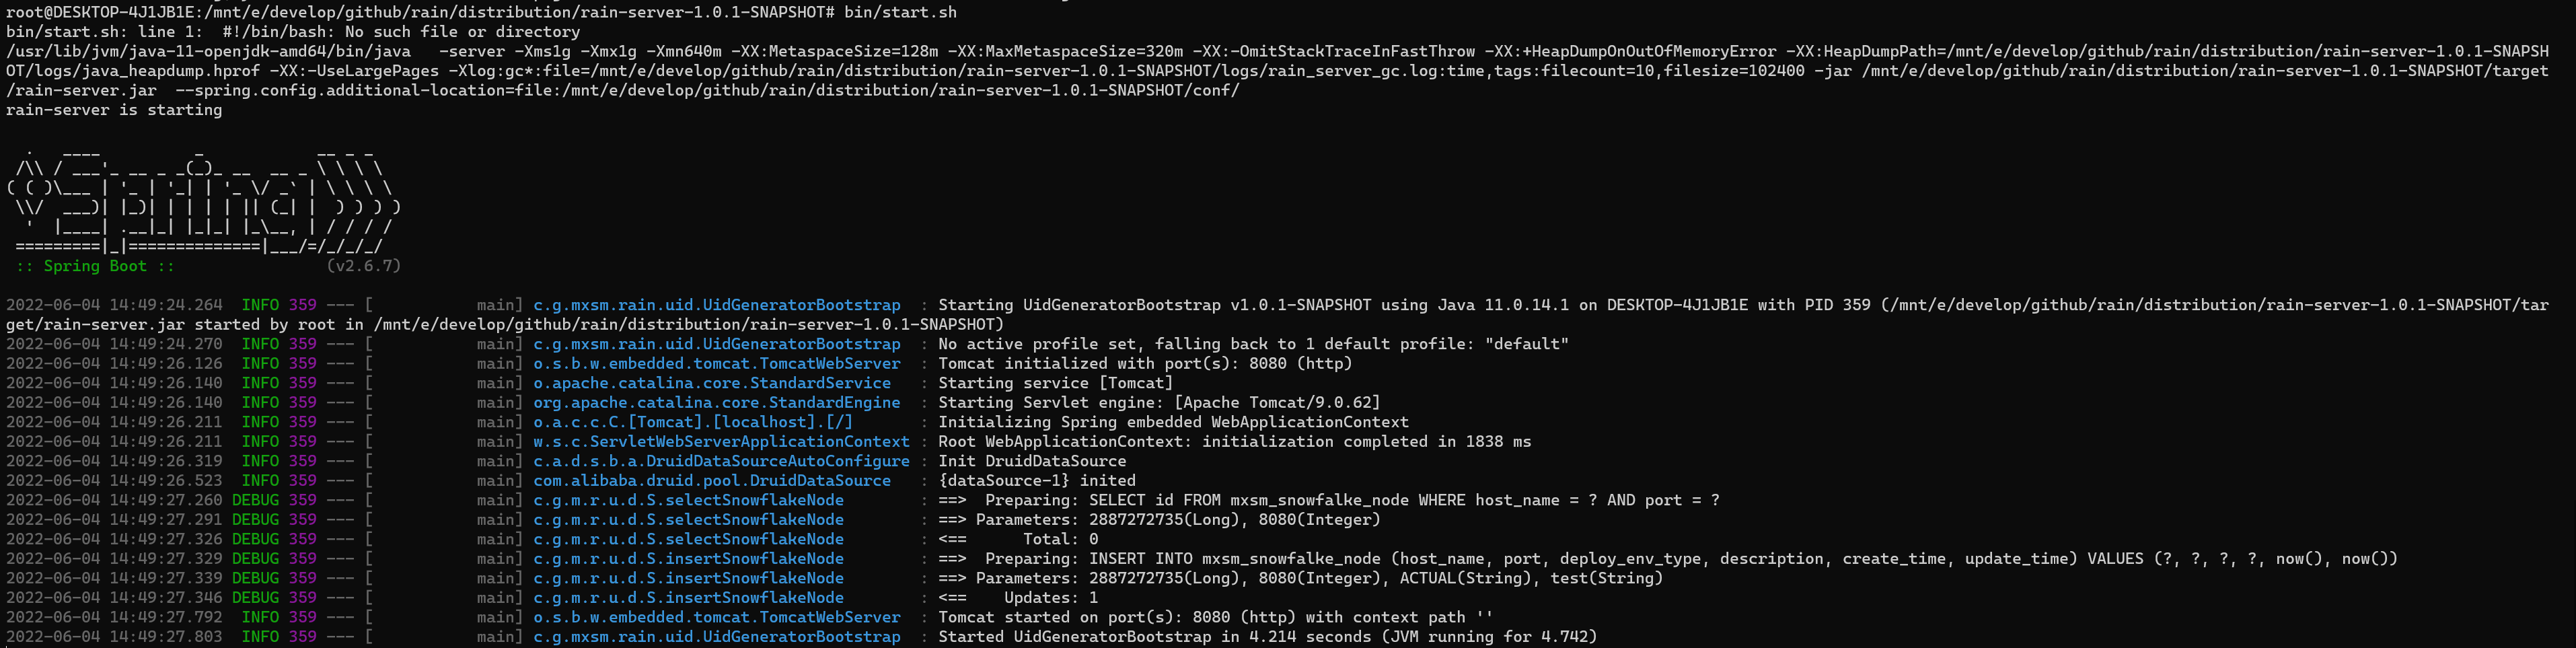 root@DESKTOP-4J1JB1E:/mnt/e/develop/github/rain/distribution/rain-server-1.0.1-SNAPSHOT# bin/start.sh
bin/start.sh: line 1:  #!/bin/bash: No such file or directory
/usr/lib/jvm/java-11-openjdk-amd64/bin/java   -server -Xms1g -Xmx1g -Xmn640m -XX:MetaspaceSize=128m -XX:MaxMetaspaceSize=320m -XX:-OmitStackTraceInFastThrow -XX:+HeapDumpOnOutOfMemoryError -XX:HeapDumpPath=/mnt/e/develop/github/rain/distribution/rain-server-1.0.1-SNAPSH
OT/logs/java_heapdump.hprof -XX:-UseLargePages -Xlog:gc*:file=/mnt/e/develop/github/rain/distribution/rain-server-1.0.1-SNAPSHOT/logs/rain_server_gc.log:time,tags:filecount=10,filesize=102400 -jar /mnt/e/develop/github/rain/distribution/rain-server-1.0.1-SNAPSHOT/target
/rain-server.jar  --spring.config.additional-location=file:/mnt/e/develop/github/rain/distribution/rain-server-1.0.1-SNAPSHOT/conf/
rain-server is starting

  .   ____          _            __ _ _
 /\\ / ___'_ __ _ _(_)_ __  __ _ \ \ \ \
( ( )\___ | '_ | '_| | '_ \/ _` | \ \ \ \
 \\/  ___)| |_)| | | | | || (_| |  ) ) ) )
  '  |____| .__|_| |_|_| |_\__, | / / / /
 =========|_|==============|___/=/_/_/_/
 :: Spring Boot ::                (v2.6.7)

2022-06-04 14:49:24.264  INFO 359 --- [           main] c.g.mxsm.rain.uid.UidGeneratorBootstrap  : Starting UidGeneratorBootstrap v1.0.1-SNAPSHOT using Java 11.0.14.1 on DESKTOP-4J1JB1E with PID 359 (/mnt/e/develop/github/rain/distribution/rain-server-1.0.1-SNAPSHOT/tar
get/rain-server.jar started by root in /mnt/e/develop/github/rain/distribution/rain-server-1.0.1-SNAPSHOT)
2022-06-04 14:49:24.270  INFO 359 --- [           main] c.g.mxsm.rain.uid.UidGeneratorBootstrap  : No active profile set, falling back to 1 default profile: "default"
2022-06-04 14:49:26.126  INFO 359 --- [           main] o.s.b.w.embedded.tomcat.TomcatWebServer  : Tomcat initialized with port(s): 8080 (http)
2022-06-04 14:49:26.140  INFO 359 --- [           main] o.apache.catalina.core.StandardService   : Starting service [Tomcat]
2022-06-04 14:49:26.140  INFO 359 --- [           main] org.apache.catalina.core.StandardEngine  : Starting Servlet engine: [Apache Tomcat/9.0.62]
2022-06-04 14:49:26.211  INFO 359 --- [           main] o.a.c.c.C.[Tomcat].[localhost].[/]       : Initializing Spring embedded WebApplicationContext
2022-06-04 14:49:26.211  INFO 359 --- [           main] w.s.c.ServletWebServerApplicationContext : Root WebApplicationContext: initialization completed in 1838 ms
2022-06-04 14:49:26.319  INFO 359 --- [           main] c.a.d.s.b.a.DruidDataSourceAutoConfigure : Init DruidDataSource
2022-06-04 14:49:26.523  INFO 359 --- [           main] com.alibaba.druid.pool.DruidDataSource   : {dataSource-1} inited
2022-06-04 14:49:27.260 DEBUG 359 --- [           main] c.g.m.r.u.d.S.selectSnowflakeNode        : ==>  Preparing: SELECT id FROM mxsm_snowfalke_node WHERE host_name = ? AND port = ?
2022-06-04 14:49:27.291 DEBUG 359 --- [           main] c.g.m.r.u.d.S.selectSnowflakeNode        : ==> Parameters: 2887272735(Long), 8080(Integer)
2022-06-04 14:49:27.326 DEBUG 359 --- [           main] c.g.m.r.u.d.S.selectSnowflakeNode        : <==      Total: 0
2022-06-04 14:49:27.329 DEBUG 359 --- [           main] c.g.m.r.u.d.S.insertSnowflakeNode        : ==>  Preparing: INSERT INTO mxsm_snowfalke_node (host_name, port, deploy_env_type, description, create_time, update_time) VALUES (?, ?, ?, ?, now(), now())
2022-06-04 14:49:27.339 DEBUG 359 --- [           main] c.g.m.r.u.d.S.insertSnowflakeNode        : ==> Parameters: 2887272735(Long), 8080(Integer), ACTUAL(String), test(String)
2022-06-04 14:49:27.346 DEBUG 359 --- [           main] c.g.m.r.u.d.S.insertSnowflakeNode        : <==    Updates: 1
2022-06-04 14:49:27.792  INFO 359 --- [           main] o.s.b.w.embedded.tomcat.TomcatWebServer  : Tomcat started on port(s): 8080 (http) with context path ''
2022-06-04 14:49:27.803  INFO 359 --- [           main] c.g.mxsm.rain.uid.UidGeneratorBootstrap  : Started UidGeneratorBootstrap in 4.214 seconds (JVM running for 4.742)